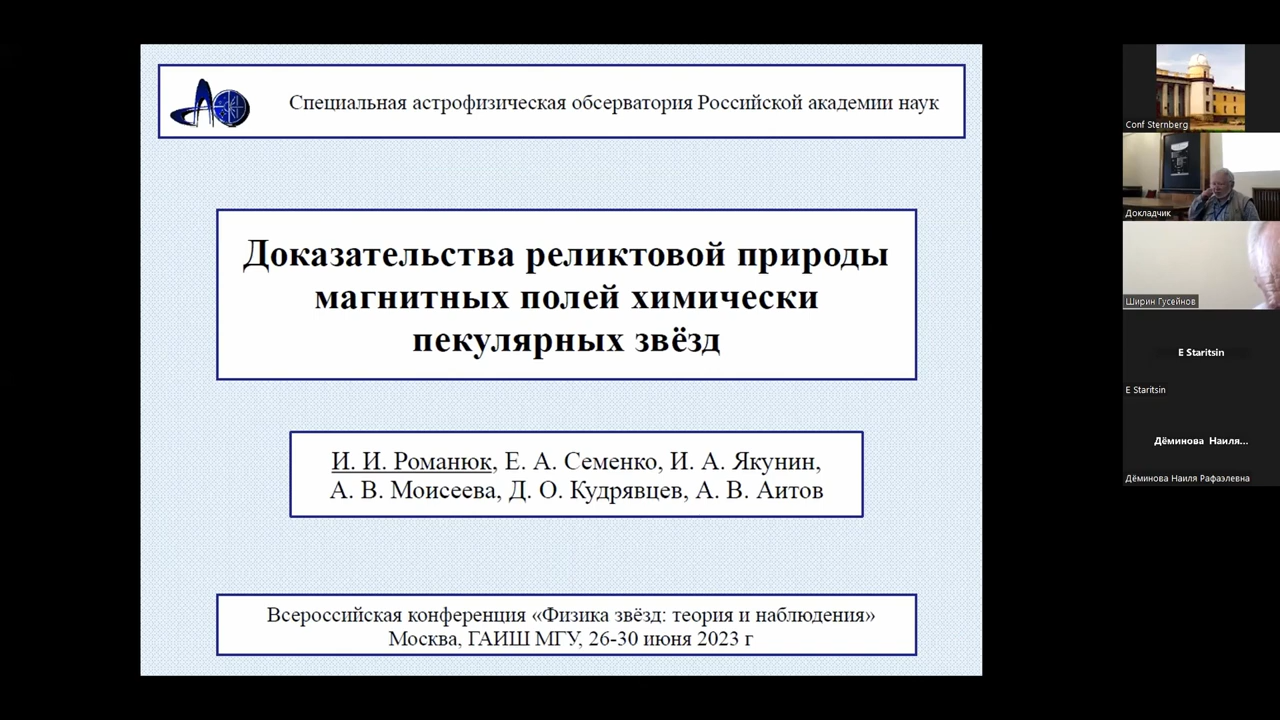 Специальная астрофизическая обсерватория Российской академии наук
Доказательства реликтовой природы
магнитных полей химически
пекулярных звёзд
И. И. Романюк, Е. А. Семенко, И. А. Якунин,
А. В. Моисеева, Д. О. Кудрявцев, А. В. Аитов
Всероссийская конференция «Физика звёзд: теория и наблюдения»
Москва, ГАИШ МГУ, 26-30 июня 2023 г
Conf Sternberg
Докладчик
Ширин Гусейнов
E Staritsin
E Staritsin
Дёминова Наиля...
Дёминова Наиля Рафаэлевна